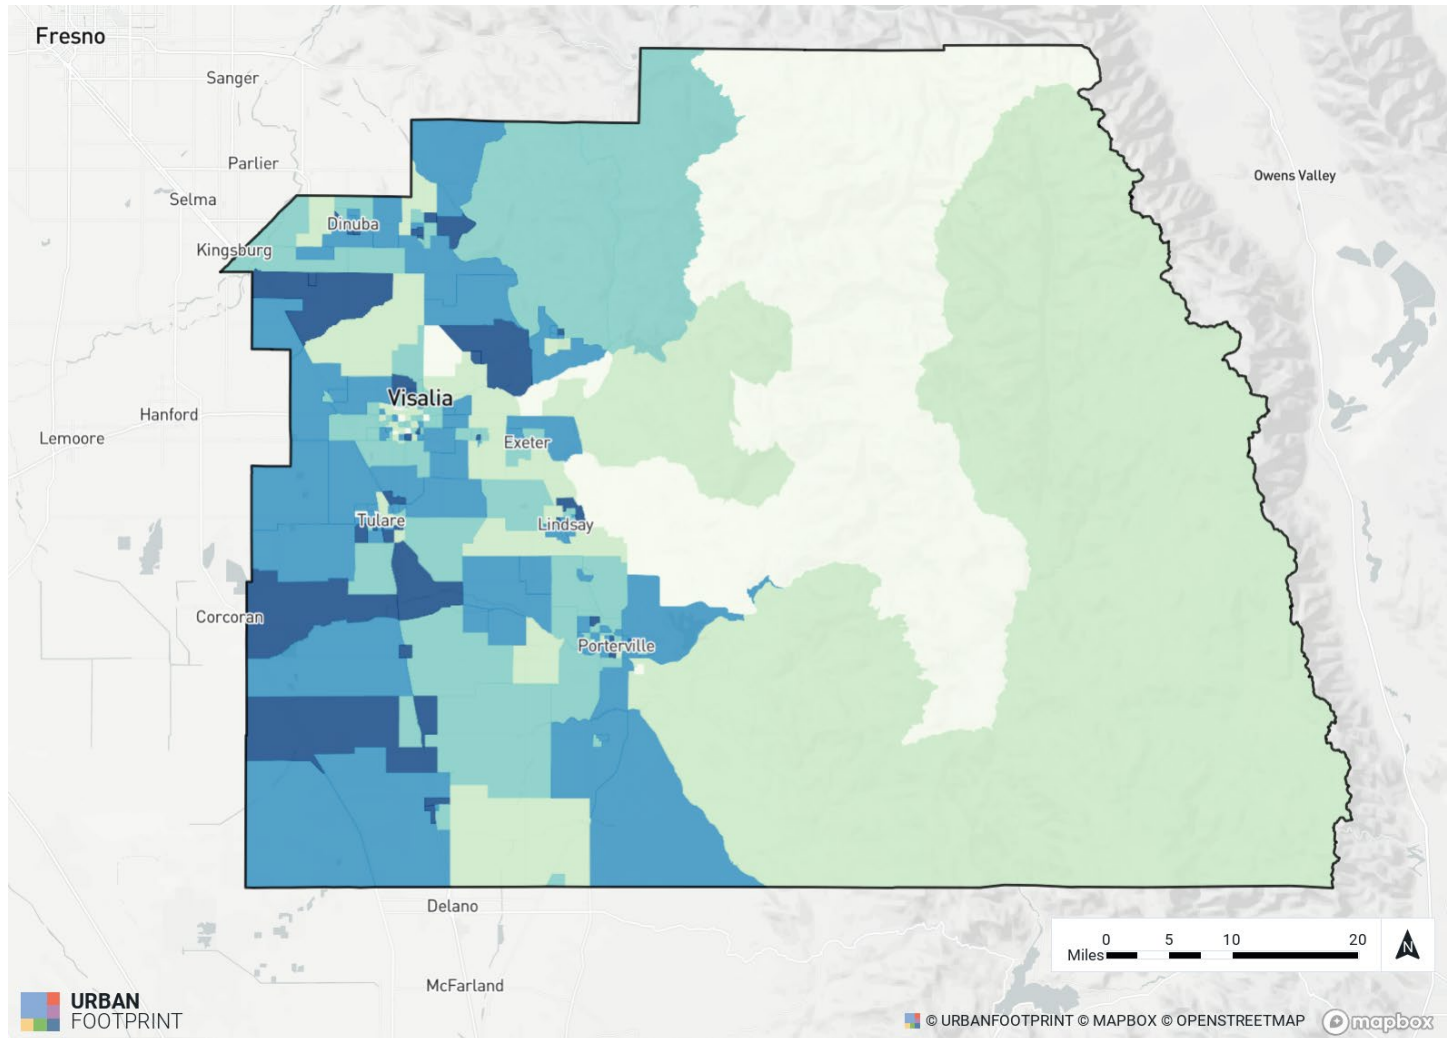 Fresno
Sanger
Parlier
Selma
Owens Valley
Dinuba
Kingsburg
Visalia
Hanford
Lemoore
Exeter
Tulare
Lindsay
Corcoran
Porterville
Delano
McFarland
0 5 10 20
Miles
N
URBAN
FOOTPRINT
© URBANFOOTPRINT © MAPBOX © OPENSTREETMAP
mapbox